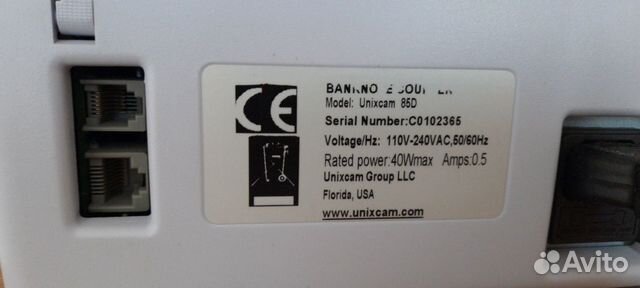 CE
Model: Unixcam 85D
Serial Number:C0102365
Voltage/Hz: 110V-240VAC,50/60Hz
Rated power:40Wmax Amps:0.5
Unixcam Group LLC
Florida, USA
www.unixcam.com
Avito